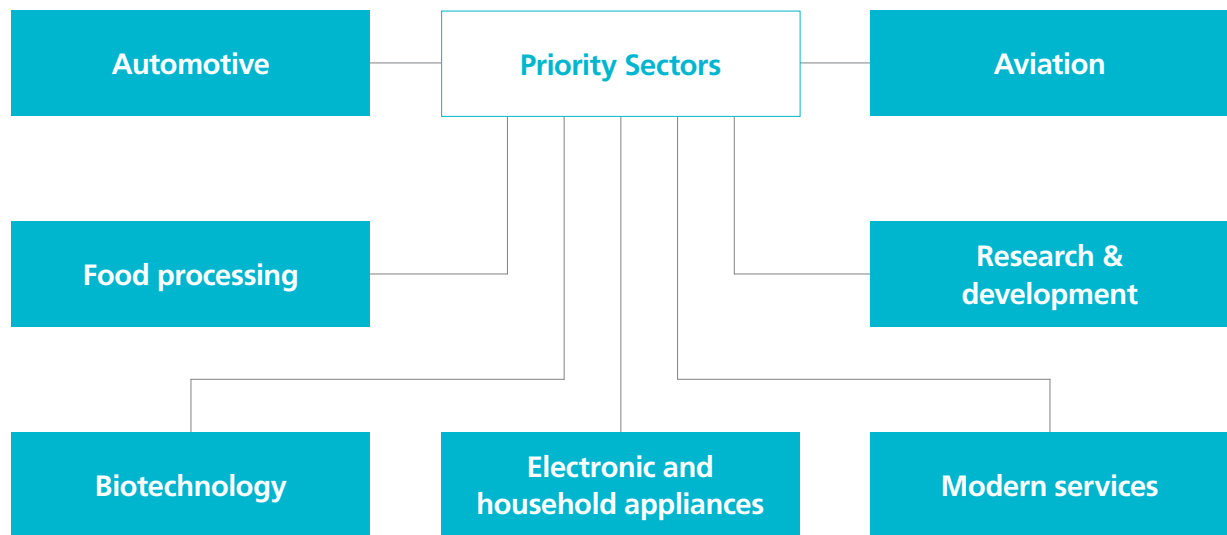 Automotive
Priority Sectors
Aviation
Food processing
Research &
development
Biotechnology
Electronic and
household appliances
Modern services